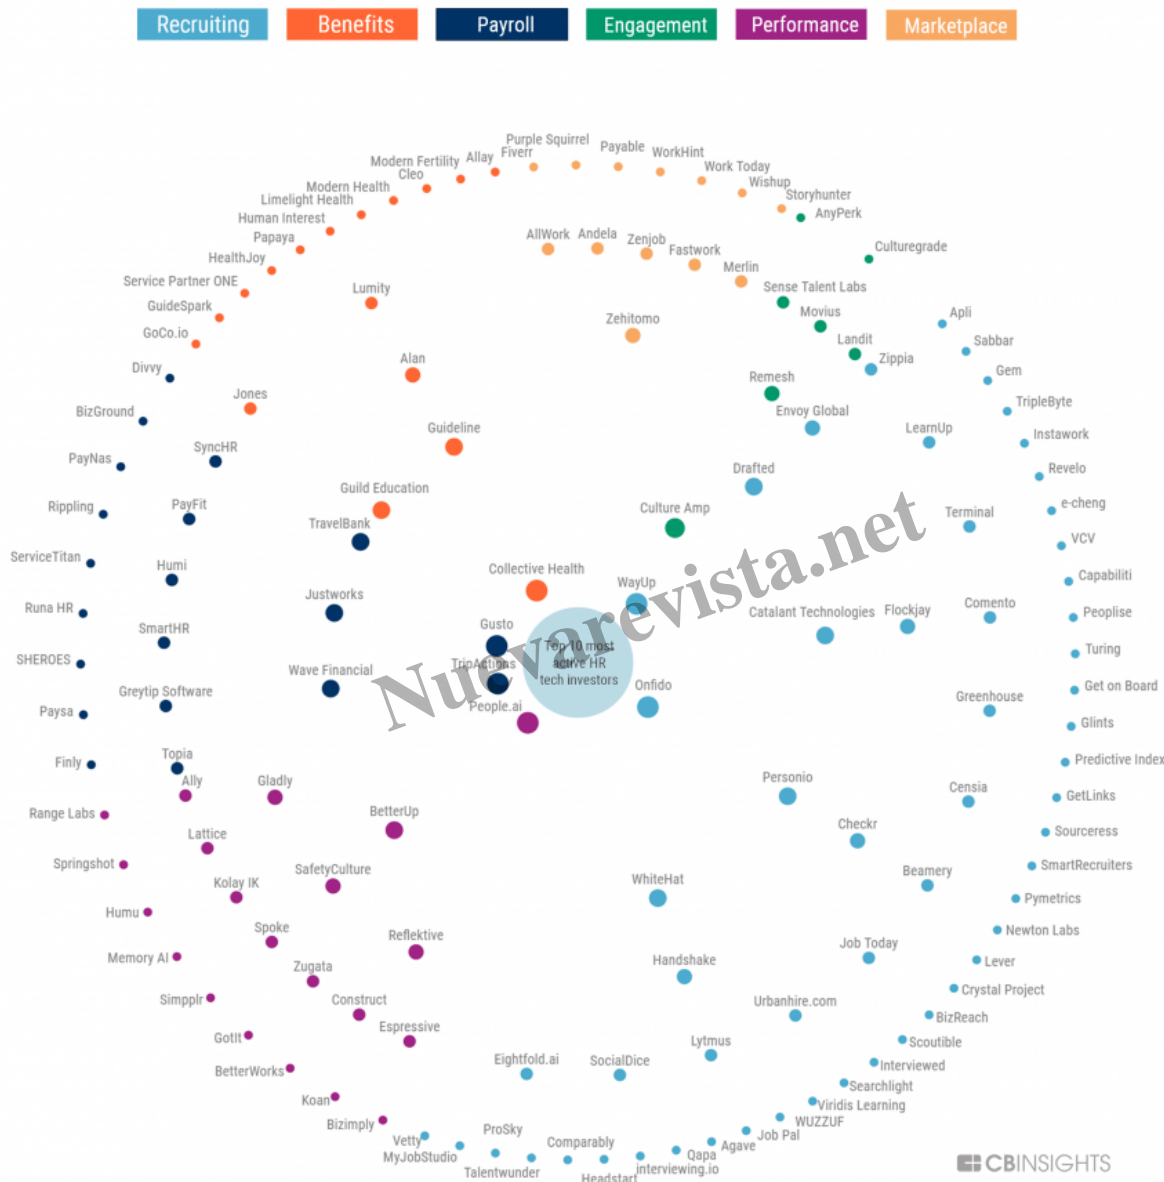 Recruiting
Benefits
Payroll
Engagement
Performance
Marketplace
Purple Squirrel
Payable
WorkHint
Work Today
Wishup
Storyhunter
AnyPerk
Culturegrade
Fiverr
Allay
Modern Fertility
Cleo
Modern Health
Limelight Health
Human Interest
Papaya
HealthJoy
Service Partner ONE
GuideSpark
GoCo.io
Divvy
BizGround
PayNas
Rippling
ServiceTitan
Runa HR
SHEROES
Paysa
Finly
Range Labs
Springshot
Humu
Memory AI
Simpplr
GotIt
BetterWorks
Koan
Bizimply
Vetty
MyJobStudio
ProSky
Talentwunder
Comparably
Headstart
interviewing.io
Qapa
Agave
Job Pal
WUZZUF
Viridis Learning
Searchlight
Interviewed
Scoutible
BizReach
Crystal Project
Lever
Newton Labs
Pymetrics
SmartRecruiters
Sourceress
GetLinks
Predictive Index
Glints
Get on Board
Turing
Peoplise
Capabiliti
VCV
e-cheng
Revelo
Instawork
TripleByte
Gem
Sabbar
Apli
AllWork
Andela
Zenjob
Fastwork
Merlin
Sense Talent Labs
Movius
Landit
Zippia
LearnUp
Terminal
Comento
Flockjay
Greenhouse
Censia
Beamery
Job Today
Urbanhire.com
Lytmus
SocialDice
Eightfold.ai
Espressive
Construct
Zugata
Spoke
Kolay IK
Lattice
Ally
Topia
Greytip Software
SmartHR
Humi
PayFit
SyncHR
Jones
Lumity
Alan
Guideline
Guild Education
TravelBank
Justworks
Wave Financial
Gladly
BetterUp
SafetyCulture
Reflektive
WhiteHat
Handshake
Checkr
Personio
Catalant Technologies
Drafted
Envoy Global
Remesh
Zehitomo
Culture Amp
Collective Health
WayUp
Gusto
TripActions
People.ai
Onfido
Top 10 most
active HR
tech investors
Nuevarevista.net
CBINSIGHTS